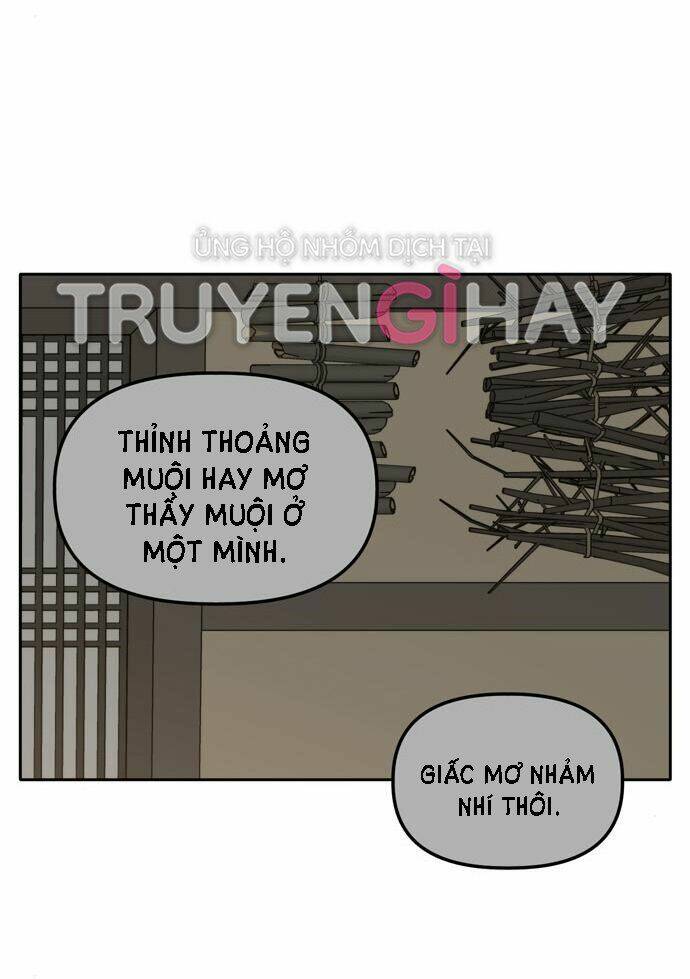 ỦNG HỘ NHÓM DỊCH TẠI
TRUYENGIHAY
THỈNH THOẢNG
MUỘI HAY MƠ
THẤY MUỘI Ở
MỘT MÌNH.
GIẤC MƠ NHẢM
NHÍ THÔI.